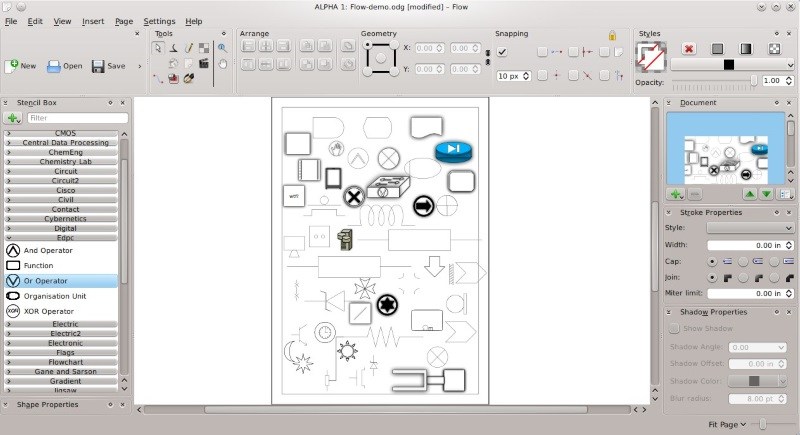 ALPHA 1: Flow-demo.odg [modified] – Flow
File Edit View Insert Page Settings Help
Tools Arrange Geometry Snapping Styles
New Open Save
X: 0.00 0.00
Y: 0.00 0.00
10 px
Opacity: 1.00
Stencil Box
Filter
CMOS
Central Data Processing
ChemEng
Chemistry Lab
Circuit
Circuit2
Cisco
Civil
Contact
Cybernetics
Digital
Edpc
And Operator
Function
Or Operator
Organisation Unit
XOR Operator
Electric
Electric2
Electronic
Flags
Flowchart
Gane and Sarson
Gradient
Jigsaw
Shape Properties
Document
Stroke Properties
Style:
Width: 0.00 in
Cap:
Join:
Miter limit: 0.00 in
Shadow Properties
Show Shadow
Shadow Angle: 0.00
Shadow Offset: 0.00 in
Shadow Color:
Blur radius: 8.00 pt
Fit Page